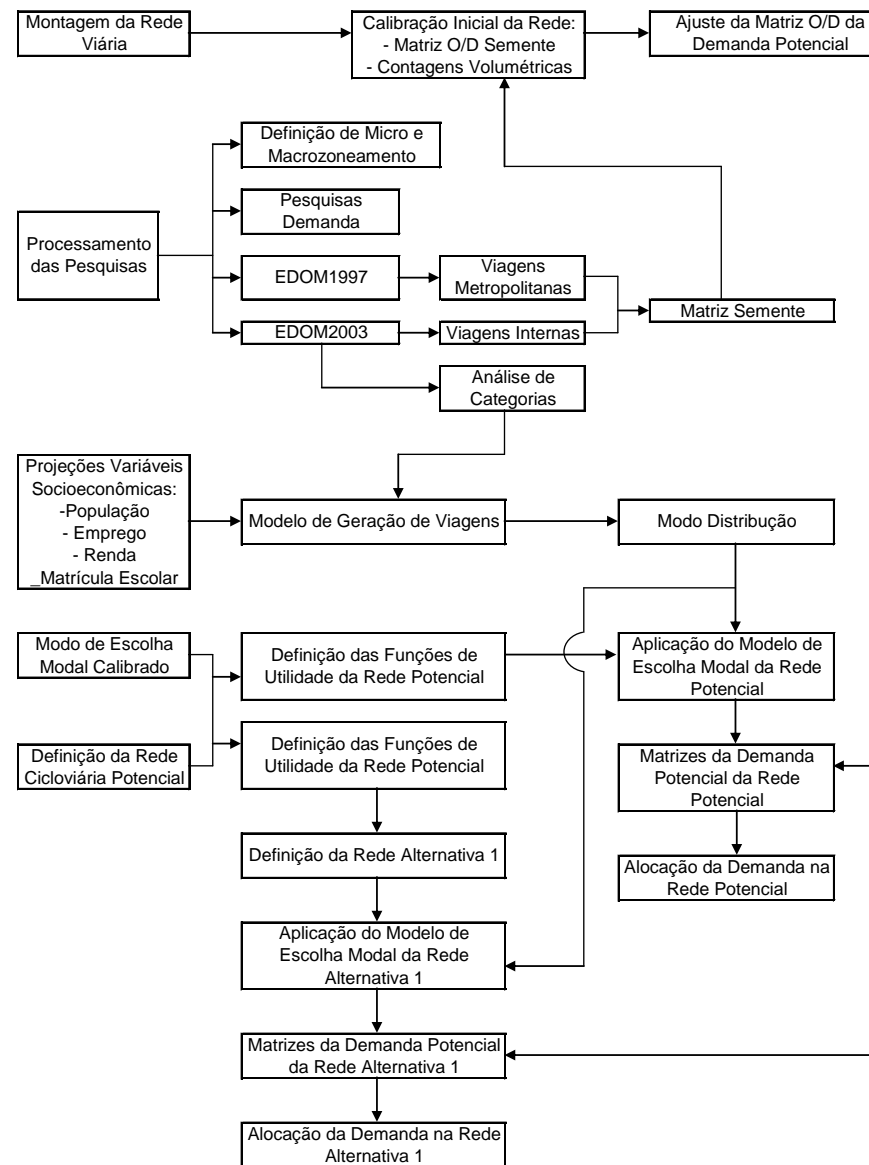 Montagem da Rede
Viária
Calibração Inicial da Rede:
- Matriz O/D Semente
- Contagens Volumétricas
Ajuste da Matriz O/D da
Demanda Potencial
Definição de Micro e
Macrozoneamento
Pesquisas
Demanda
Processamento
das Pesquisas
EDOM1997
Viagens
Metropolitanas
EDOM2003
Viagens Internas
Matriz Semente
Análise de
Categorias
Projeções Variáveis
Socioeconômicas:
-População
- Emprego
- Renda
_Matrícula Escolar
Modelo de Geração de Viagens
Modo Distribução
Modo de Escolha
Modal Calibrado
Definição das Funções de
Utilidade da Rede Potencial
Aplicação do Modelo de
Escolha Modal da Rede
Potencial
Definição da Rede
Cicloviária Potencial
Definição das Funções de
Utilidade da Rede Potencial
Matrizes da Demanda
Potencial da Rede
Potencial
Definição da Rede Alternativa 1
Alocação da Demanda na
Rede Potencial
Aplicação do Modelo de
Escolha Modal da Rede
Alternativa 1
Matrizes da Demanda Potencial
da Rede Alternativa 1
Alocação da Demanda na Rede
Alternativa 1